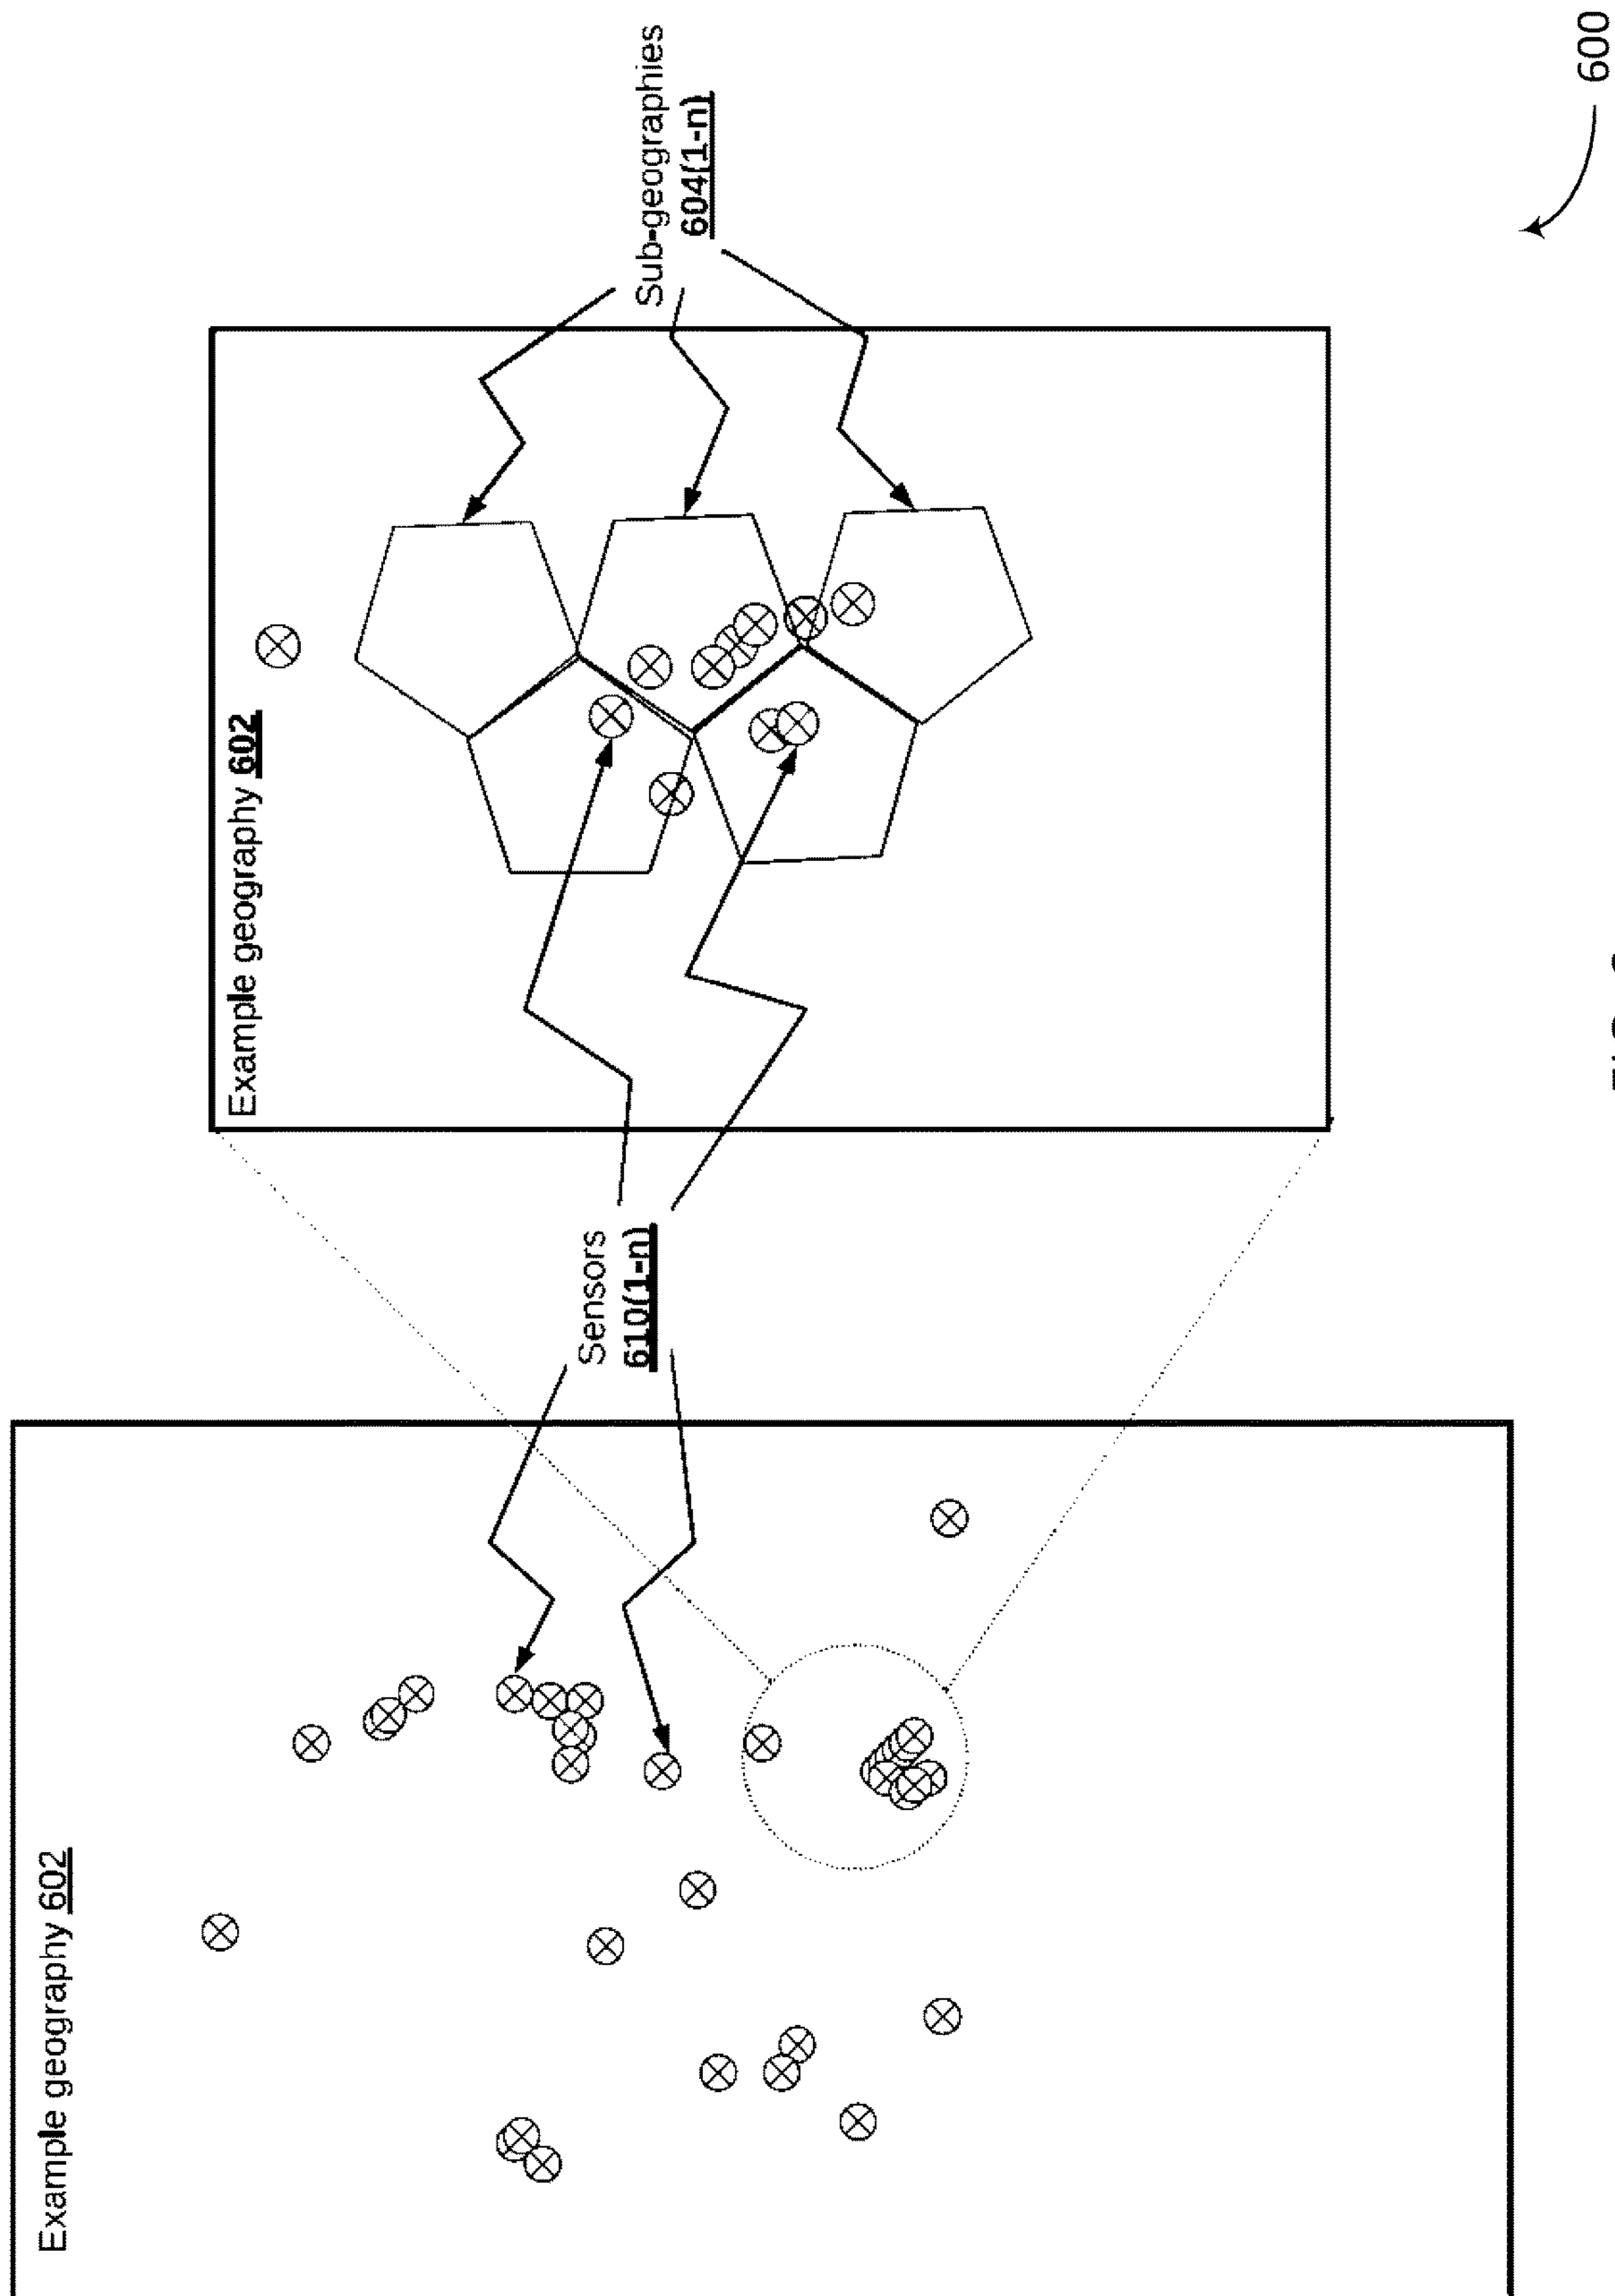 Example geography 602
Sensors
610(1-n)
Example geography 602
Sub-geographies
604(1-n)
600